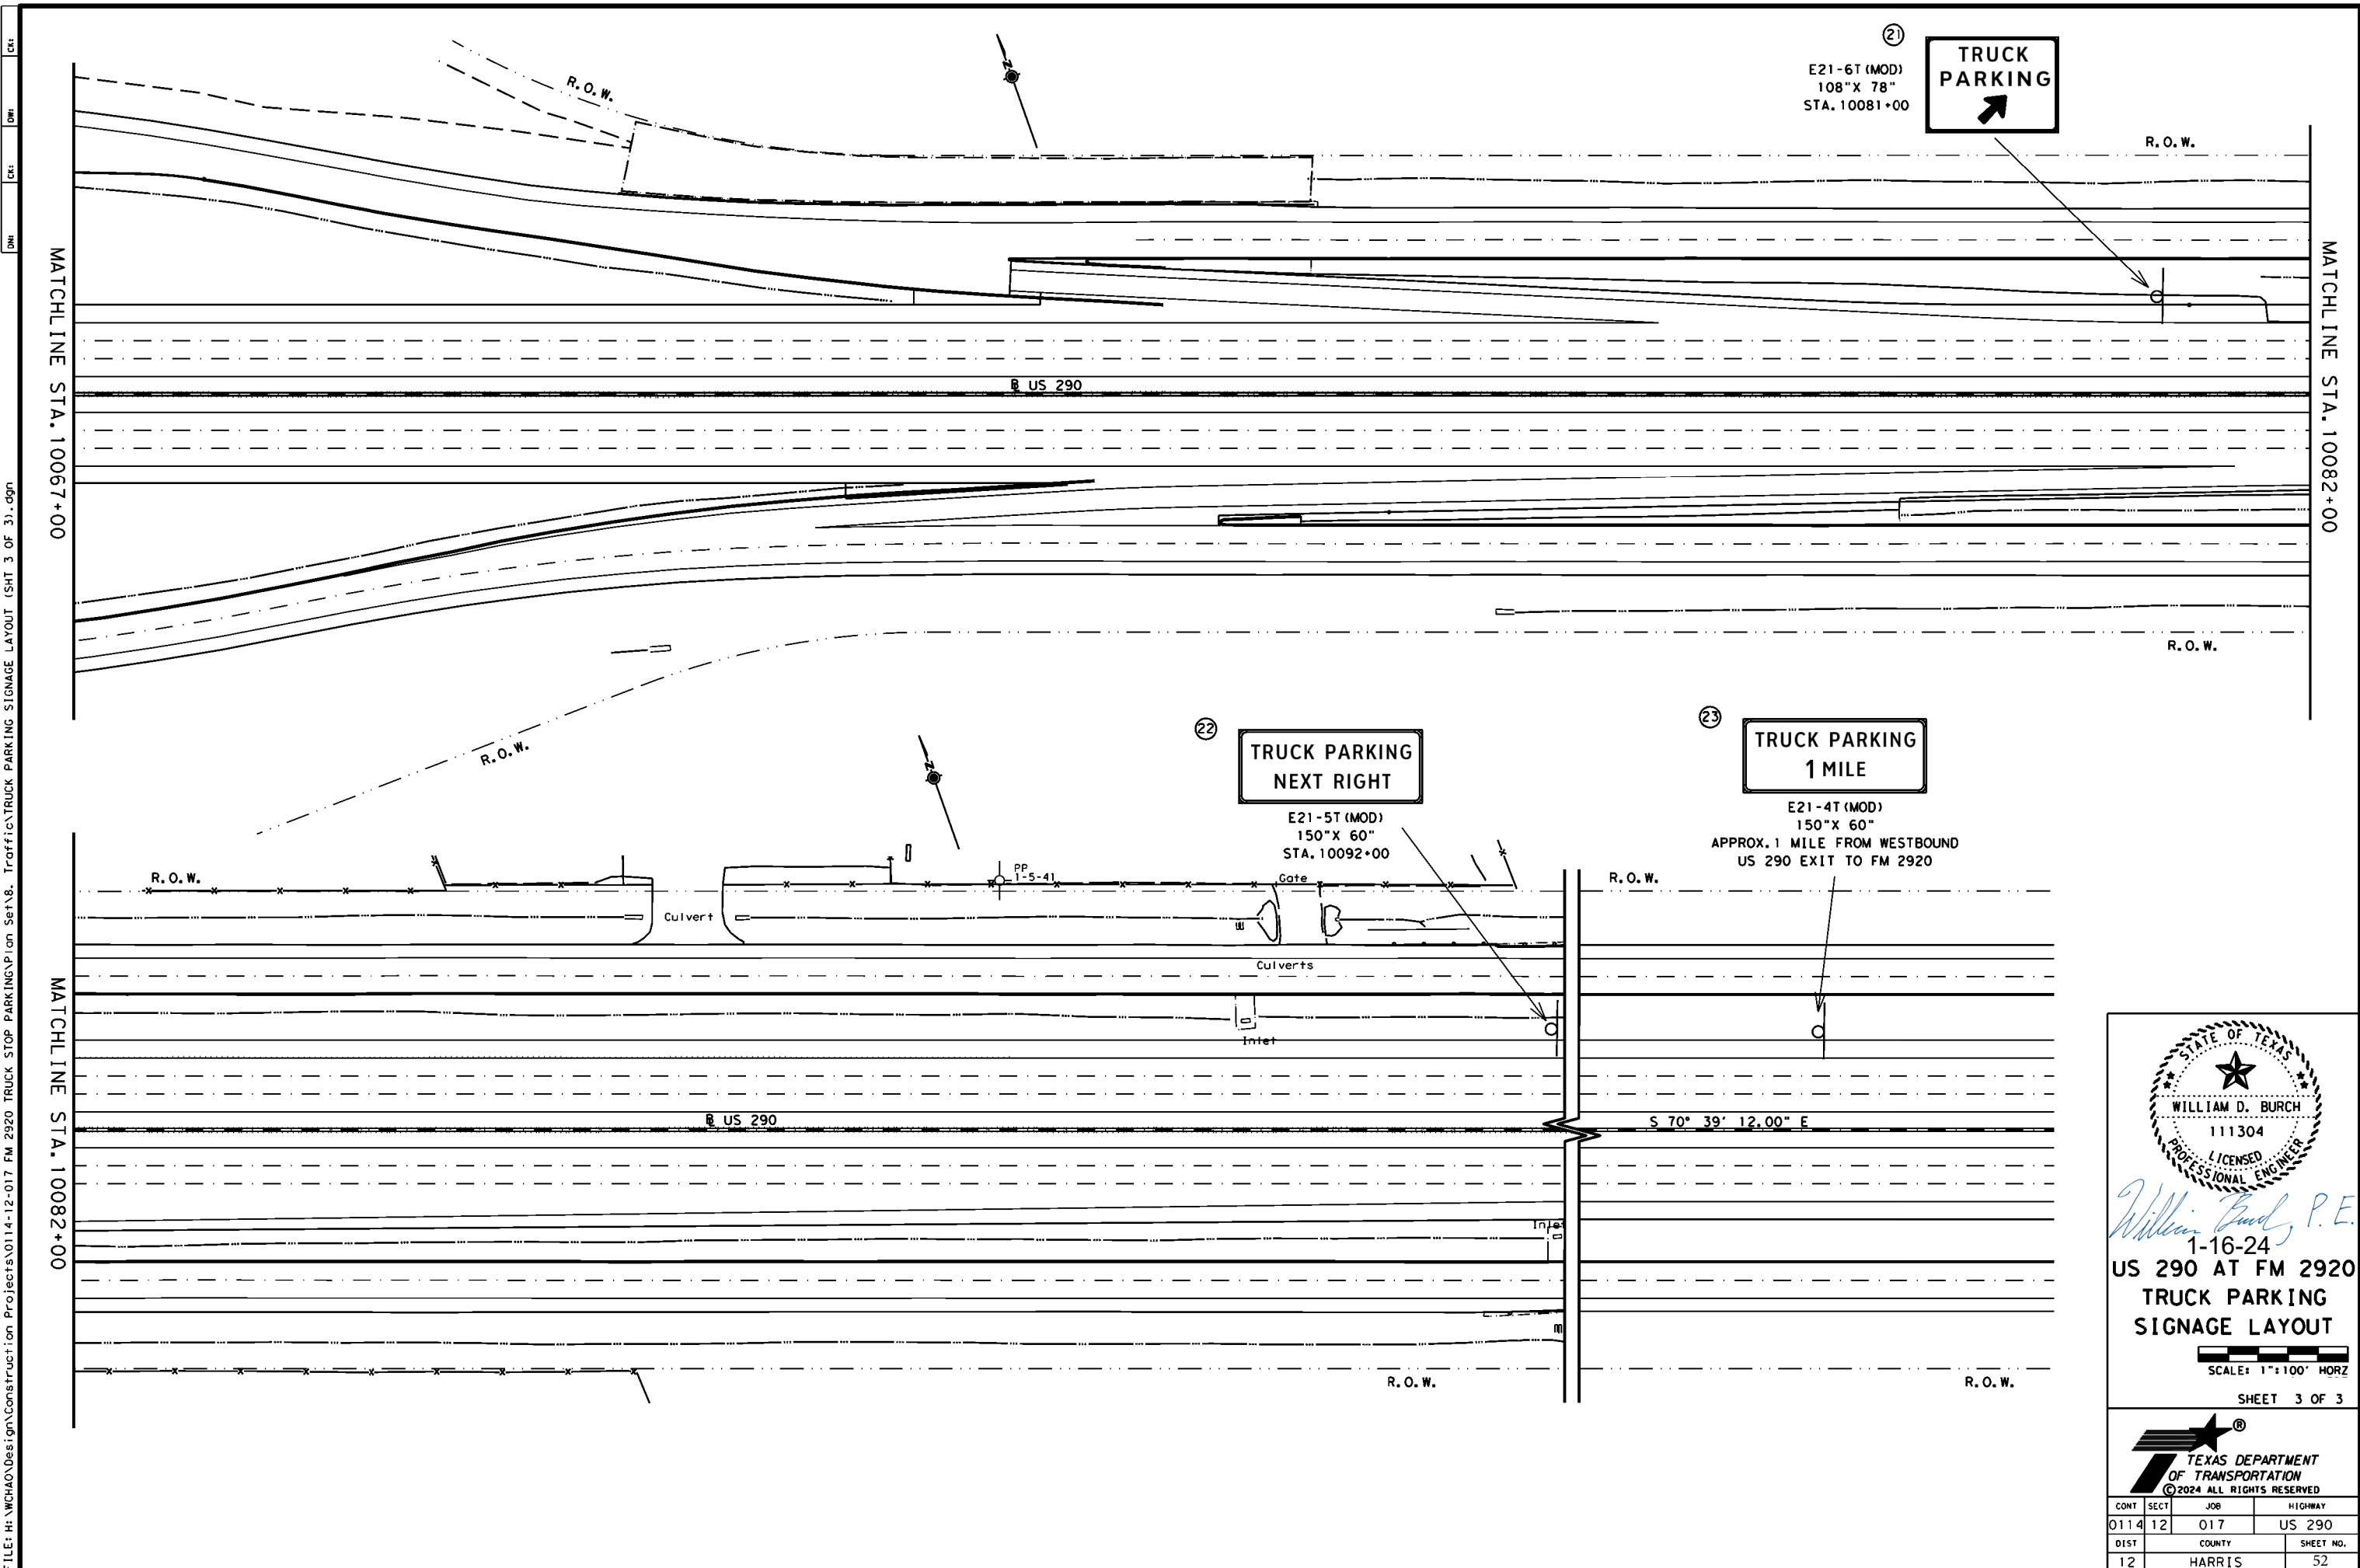 CK:
DW:
CK:
DN:
FILE: H:\WCHAO\Design\Construction Projects\0114-12-017 FM 2920 TRUCK STOP PARKING\Plan Set\8. Traffic\TRUCK PARKING SIGNAGE LAYOUT (SHT 3 OF 3).dgn
21
E21-6T(MOD)
108"X 78"
STA. 10081+00
TRUCK
PARKING
R.O.W.
N
R.O.W.
MATCHLINE STA. 10067+00
MATCHLINE STA. 10082+00
US 290
R.O.W.
R.O.W.
22
TRUCK PARKING
NEXT RIGHT
E21-5T(MOD)
150"X 60"
STA. 10092+00
23
TRUCK PARKING
1 MILE
E21-4T(MOD)
150"X 60"
APPROX. 1 MILE FROM WESTBOUND
US 290 EXIT TO FM 2920
N
R.O.W.
PP
1-5-41
Gate
R.O.W.
Culvert
Culverts
Inlet
MATCHLINE STA. 10082+00
US 290
S 70° 39' 12.00" E
Inlet
R.O.W.
R.O.W.
STATE OF TEXAS
WILLIAM D. BURCH
111304
LICENSED
PROFESSIONAL ENGINEER
William Burch, P.E.
1-16-24
US 290 AT FM 2920
TRUCK PARKING
SIGNAGE LAYOUT
SCALE: 1":100' HORZ
SHEET 3 OF 3
®
TEXAS DEPARTMENT
OF TRANSPORTATION
©2024 ALL RIGHTS RESERVED
CONT SECT JOB HIGHWAY
0114 12 017 US 290
DIST COUNTY SHEET NO.
12 HARRIS 52